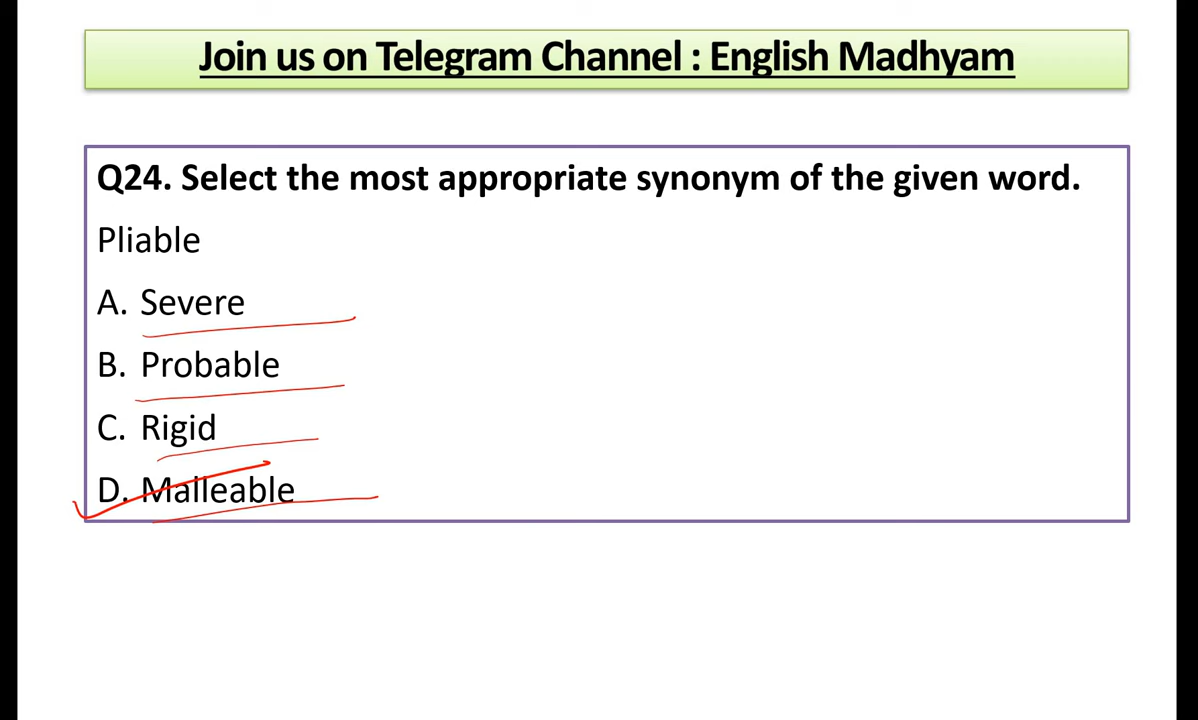 Join us on Telegram Channel : English Madhyam
Q24. Select the most appropriate synonym of the given word.
Pliable
A. Severe
B. Probable
C. Rigid
D. Malleable